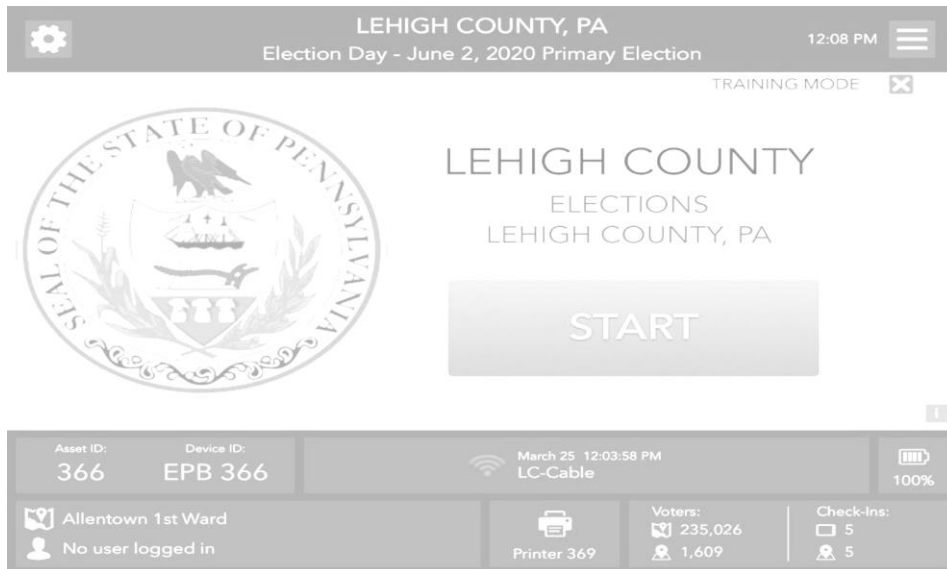 LEHIGH COUNTY, PA
Election Day - June 2, 2020 Primary Election
12:08 PM
TRAINING MODE
SEAL OF THE STATE OF PENNSYLVANIA
LEHIGH COUNTY
ELECTIONS
LEHIGH COUNTY, PA
START
i
Asset ID:
366
Device ID:
EPB 366
March 25 12:03:58 PM
LC-Cable
100%
Allentown 1st Ward
No user logged in
Printer 369
Voters:
235,026
1,609
Check-Ins:
5
5